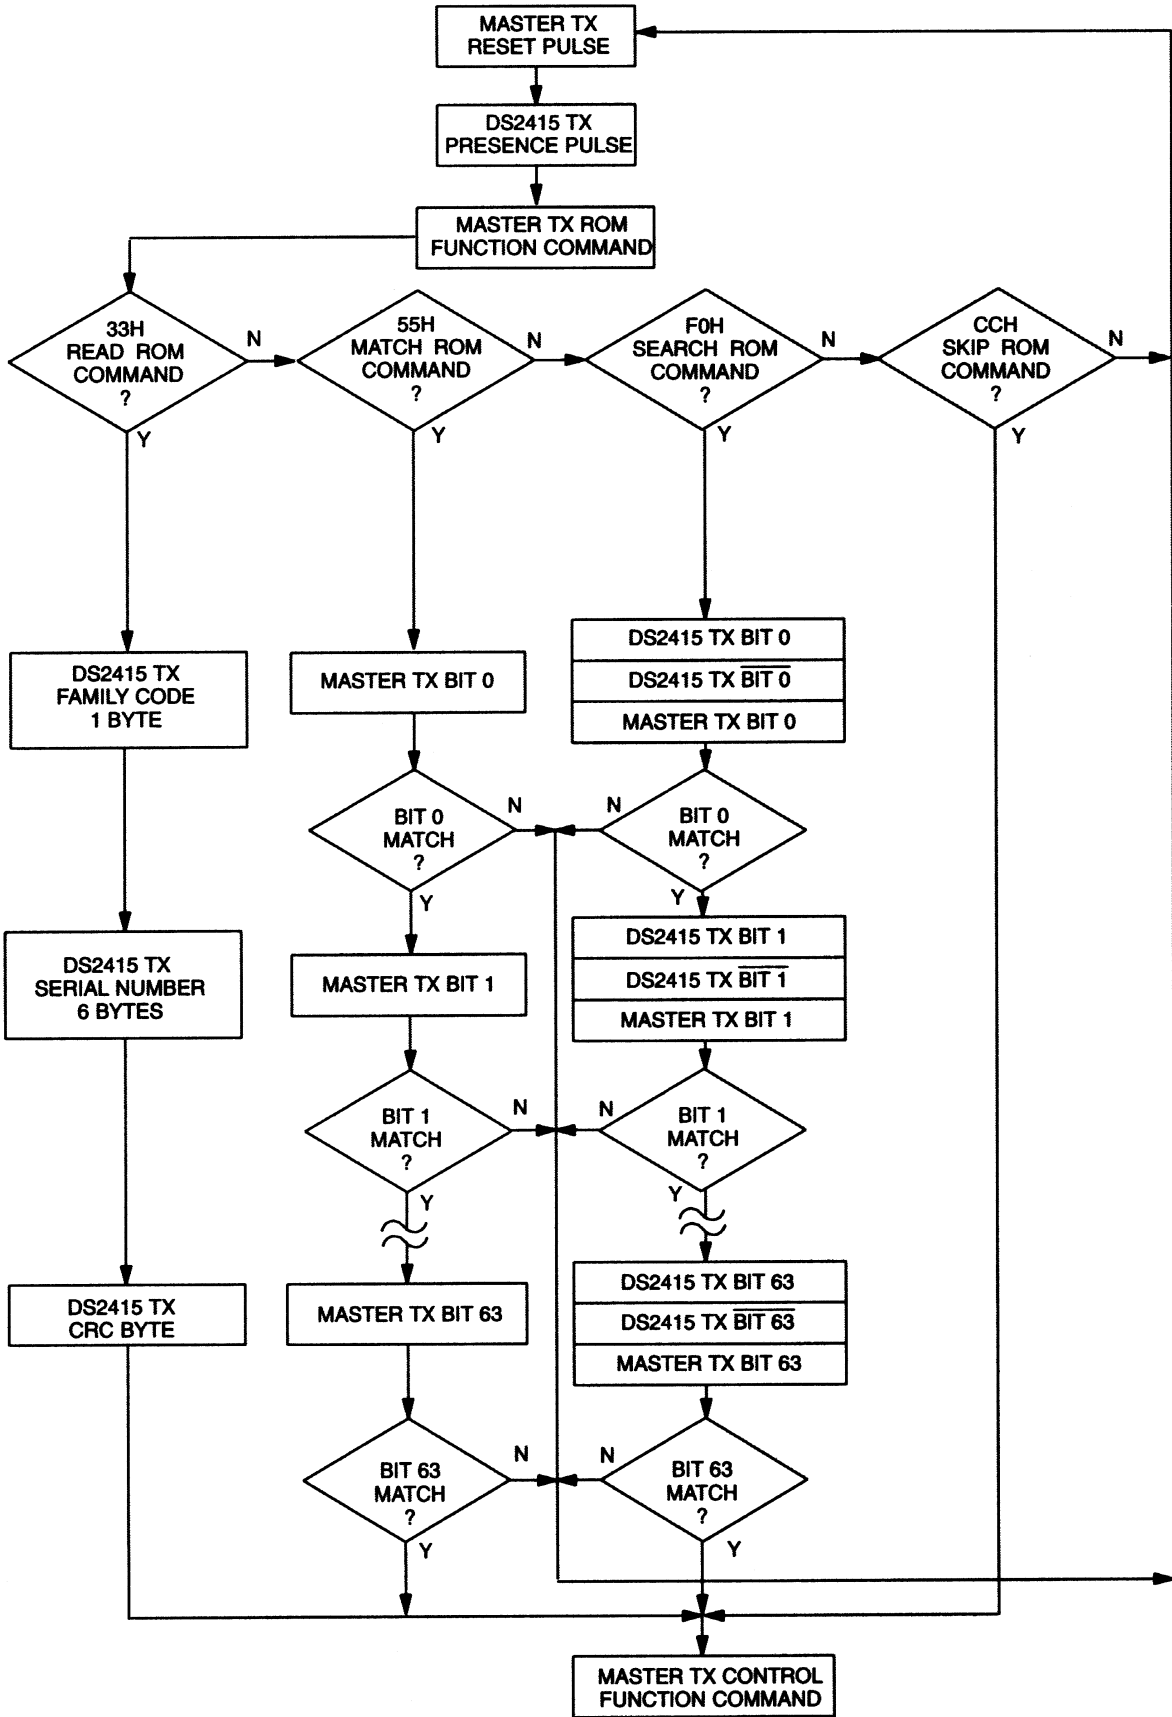 MASTER TX
RESET PULSE
DS2415 TX
PRESENCE PULSE
MASTER TX ROM
FUNCTION COMMAND
33H
READ ROM
COMMAND
?
N
Y
55H
MATCH ROM
COMMAND
?
N
Y
F0H
SEARCH ROM
COMMAND
?
N
Y
CCH
SKIP ROM
COMMAND
?
N
Y
DS2415 TX
FAMILY CODE
1 BYTE
DS2415 TX
SERIAL NUMBER
6 BYTES
DS2415 TX
CRC BYTE
MASTER TX BIT 0
BIT 0
MATCH
?
N
Y
MASTER TX BIT 1
BIT 1
MATCH
?
N
Y
MASTER TX BIT 63
BIT 63
MATCH
?
N
Y
DS2415 TX BIT 0
DS2415 TX B̅I̅T̅ ̅0̅
MASTER TX BIT 0
N
BIT 0
MATCH
?
Y
DS2415 TX BIT 1
DS2415 TX B̅I̅T̅ ̅1̅
MASTER TX BIT 1
N
BIT 1
MATCH
?
Y
DS2415 TX BIT 63
DS2415 TX B̅I̅T̅ ̅6̅3̅
MASTER TX BIT 63
N
BIT 63
MATCH
?
Y
MASTER TX CONTROL
FUNCTION COMMAND